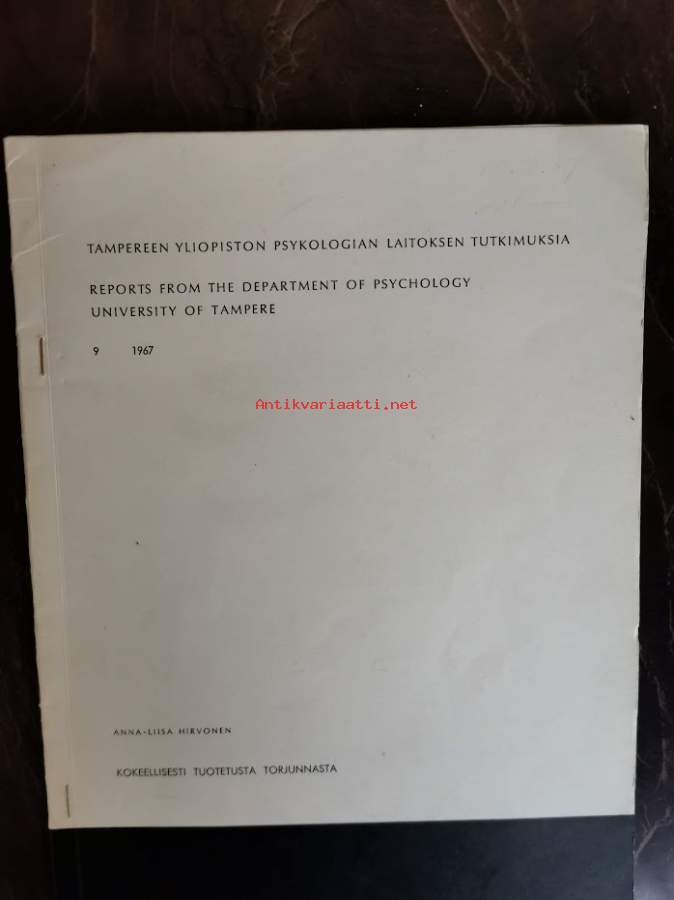 TAMPEREEN YLIOPISTON PSYKOLOGIAN LAITOKSEN TUTKIMUKSIA
REPORTS FROM THE DEPARTMENT OF PSYCHOLOGY
UNIVERSITY OF TAMPERE
9 1967
Antikvariaatti.net
ANNA-LIISA HIRVONEN
KOKEELLISESTI TUOTETUSTA TORJUNNASTA